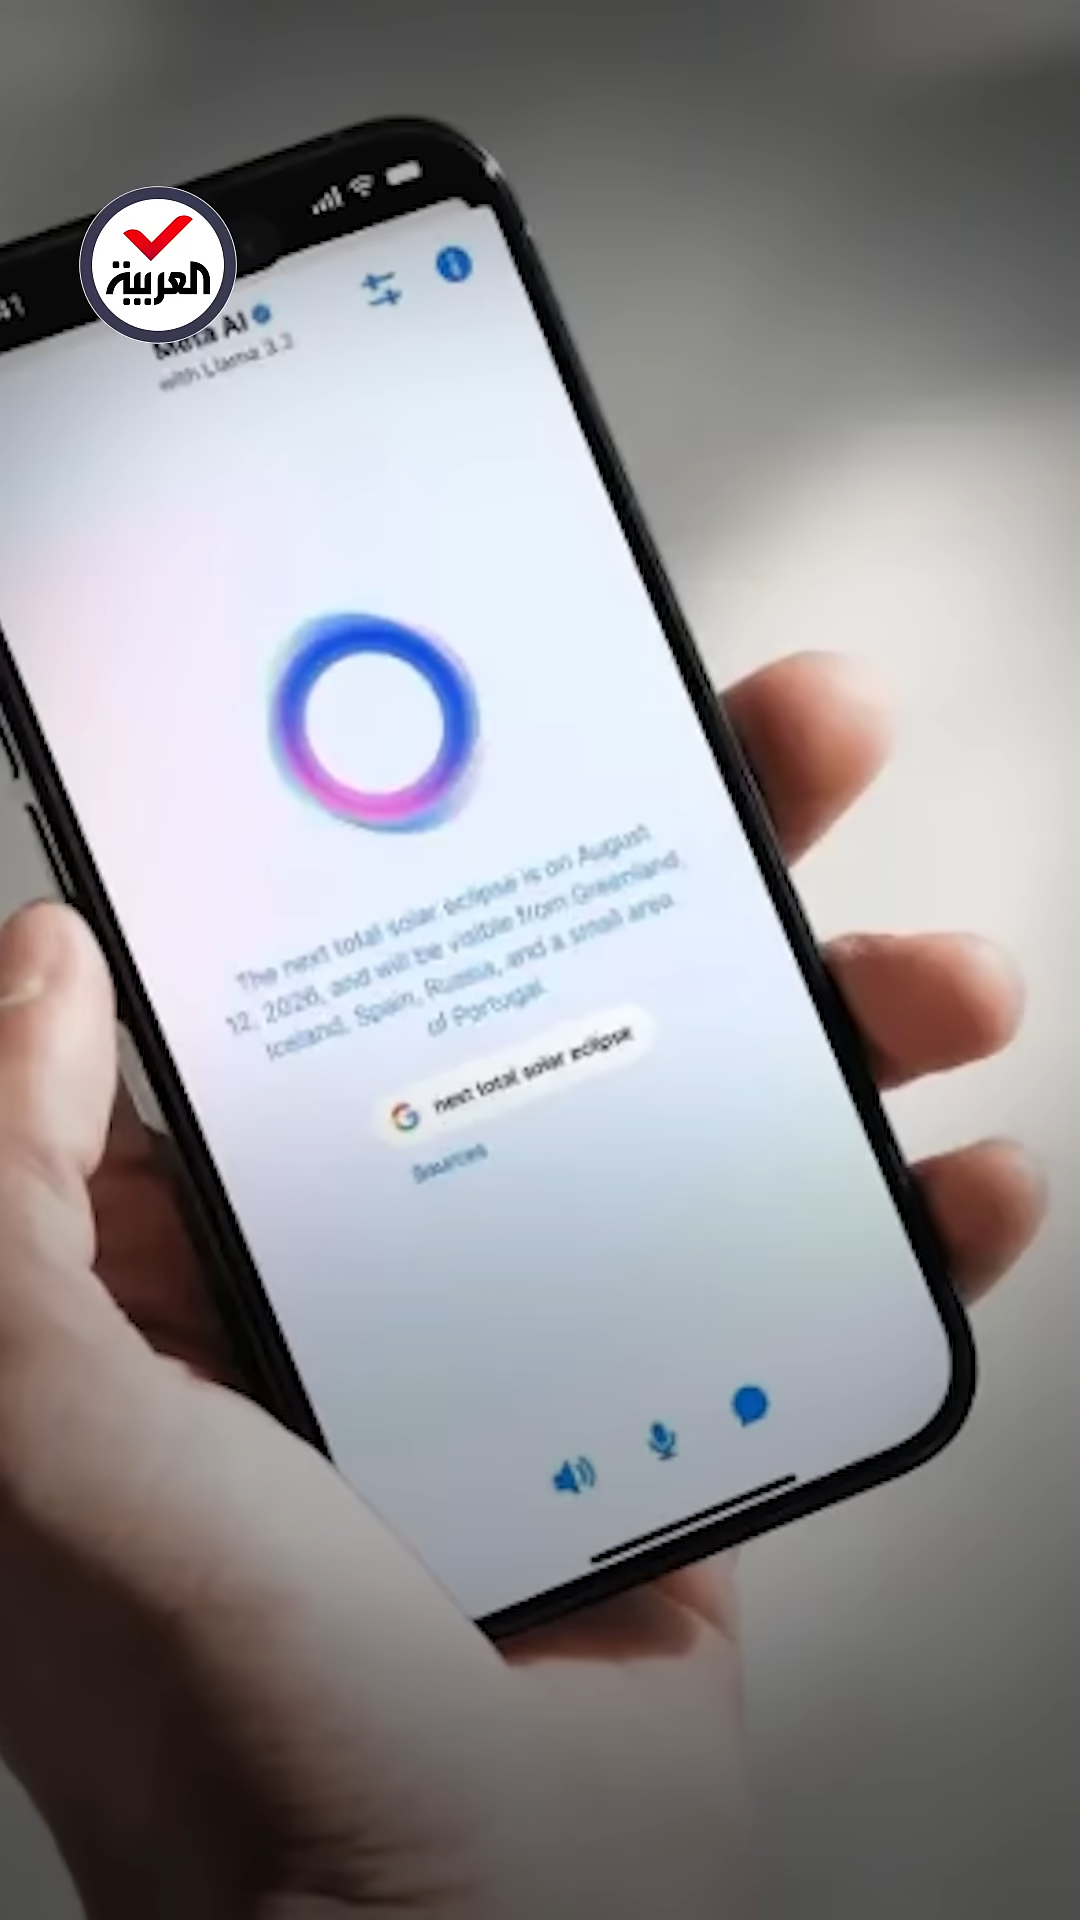 العربية
41
Meta AI
with Llama 3.2
The next total solar eclipse is on August
12, 2026, and will be visible from Greenland,
Iceland, Spain, Russia, and a small area
of Portugal.
next total solar eclipse
Sources